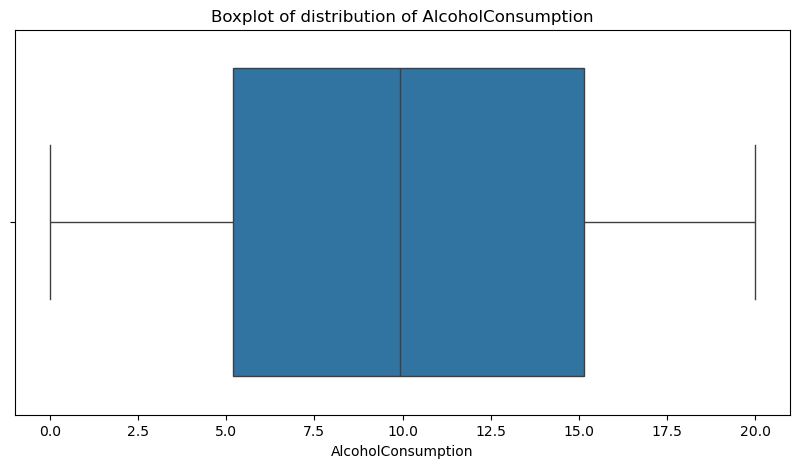 Boxplot of distribution of AlcoholConsumption
0.0 2.5 5.0 7.5 10.0 12.5 15.0 17.5 20.0
AlcoholConsumption